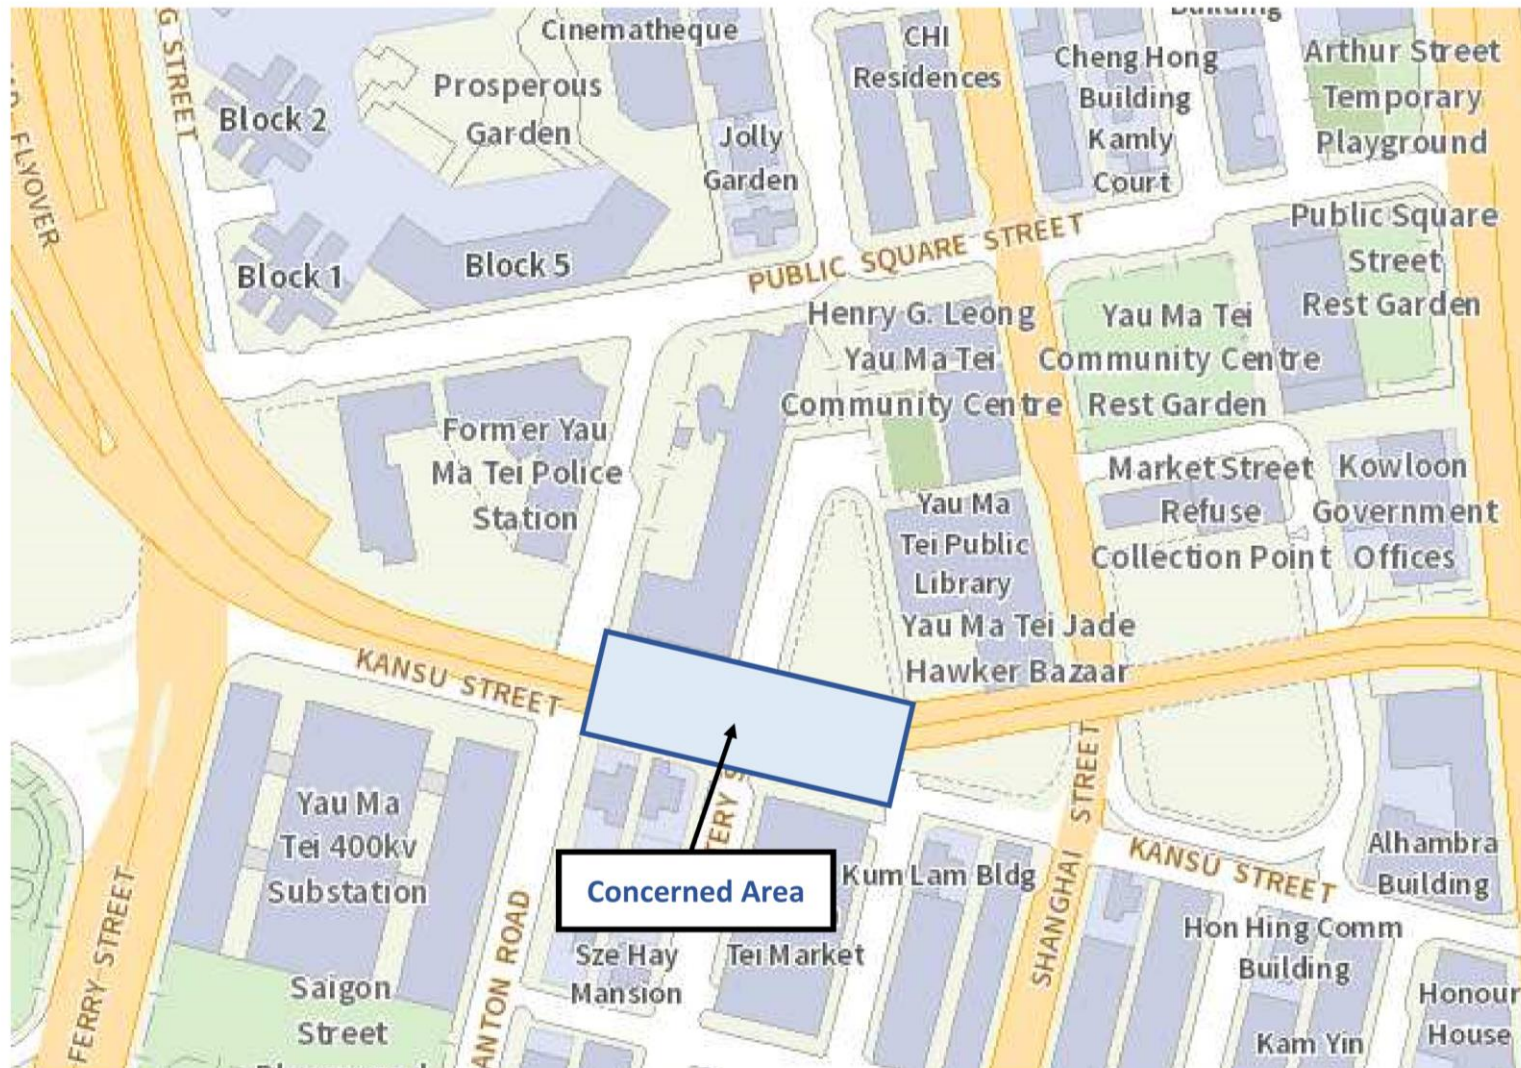 Cinematheque
CHI
Residences
Building
Cheng Hong
Building
Kamly
Court
Arthur Street
Temporary
Playground
G STREET
Block 2
Prosperous
Garden
Jolly
Garden
FLYOVER
Block 1
Block 5
PUBLIC SQUARE STREET
Public Square
Street
Rest Garden
Henry G. Leong
Yau Ma Tei
Community Centre
Yau Ma Tei
Community Centre
Rest Garden
Former Yau
Ma Tei Police
Station
Market Street
Refuse
Collection Point
Kowloon
Government
Offices
Yau Ma
Tei Public
Library
Yau Ma Tei Jade
Hawker Bazaar
KANSU STREET
Yau Ma
Tei 400kv
Substation
TERY S
Concerned Area
Kum Lam Bldg
SHANGHAI STREET
KANSU STREET
Alhambra
Building
Sze Hay
Mansion
Tei Market
Hon Hing Comm
Building
FERRY STREET
Saigon
Street
ANTON ROAD
Kam Yin
Honour
House